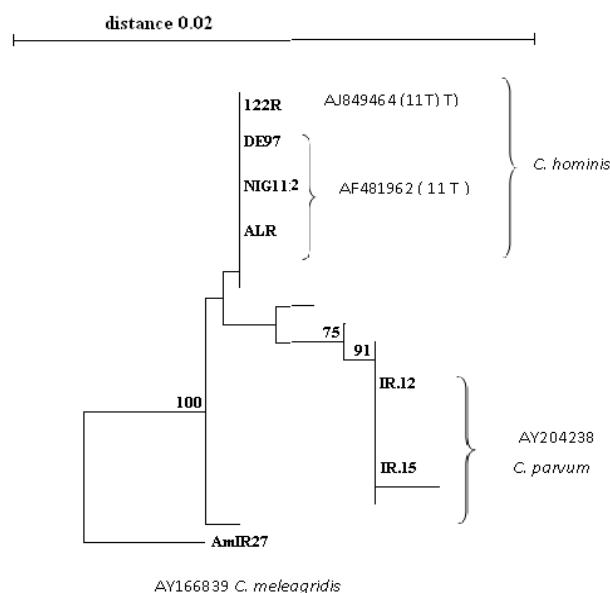 distance 0.02
122R AJ849464 (11T) T)
DE97
C. hominis
NIG11:2 AF481962 ( 11 T )
ALR
75
91
IR.12
100
AY204238
IR.15 C. parvum
AmIR27
AY166839 C. meleagridis